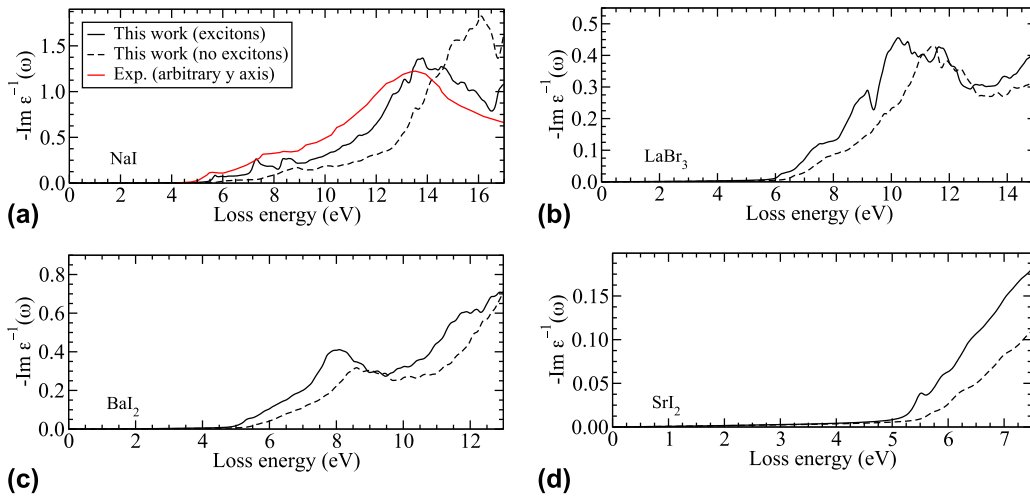 This work (excitons)
This work (no excitons)
Exp. (arbitrary y axis)
-Im ε⁻¹(ω)
1.5
1.0
0.5
0.0
NaI
0 2 4 6 8 10 12 14 16
Loss energy (eV)
(a)
-Im ε⁻¹(ω)
0.5
0.4
0.3
0.2
0.1
0
LaBr₃
0 2 4 6 8 10 12 14
Loss energy (eV)
(b)
-Im ε⁻¹(ω)
0.8
0.6
0.4
0.2
0.0
BaI₂
0 2 4 6 8 10 12
Loss energy (eV)
(c)
-Im ε⁻¹(ω)
0.15
0.10
0.05
0.00
SrI₂
0 1 2 3 4 5 6 7
Loss energy (eV)
(d)